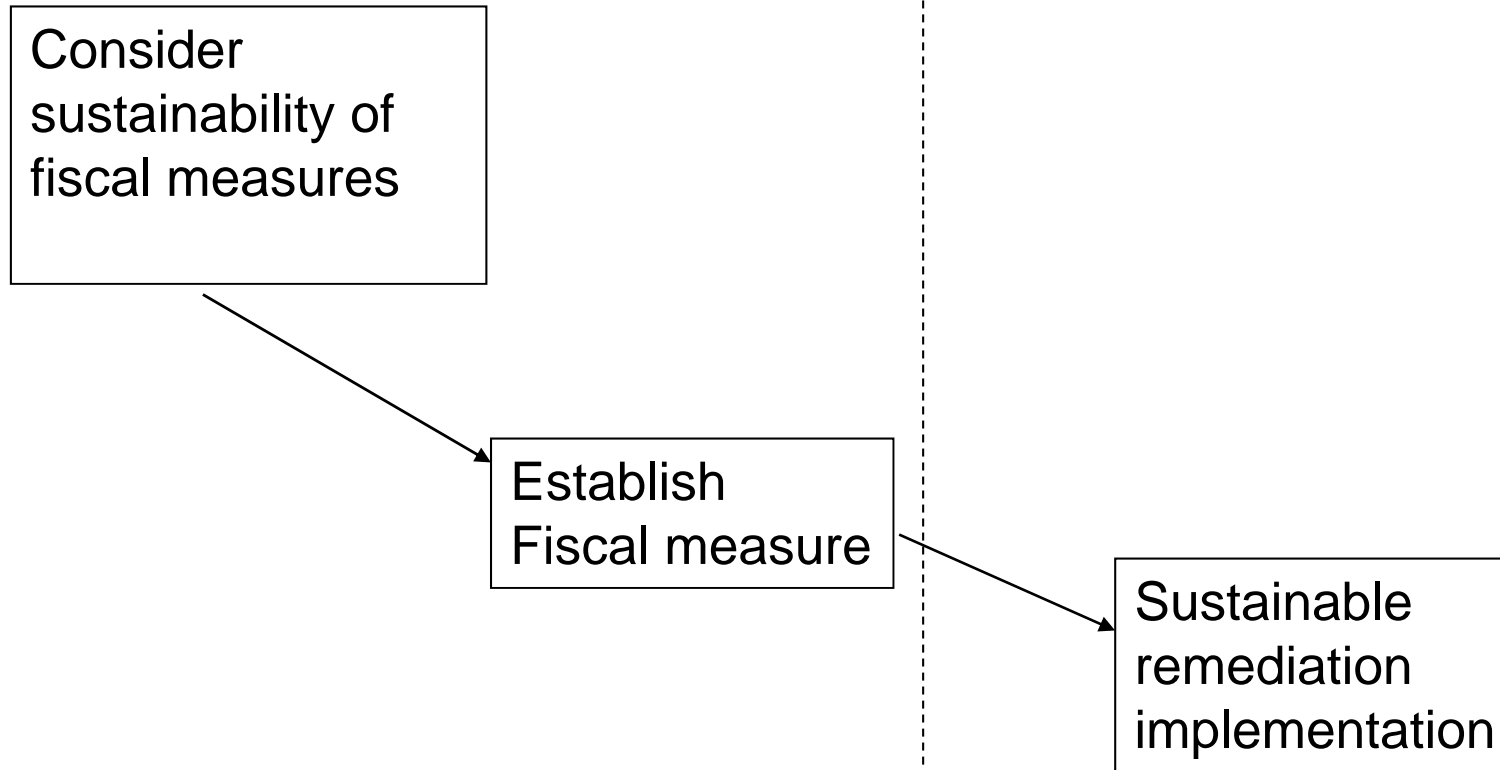 Consider
sustainability of
fiscal measures
Establish
Fiscal measure
Sustainable
remediation
implementation